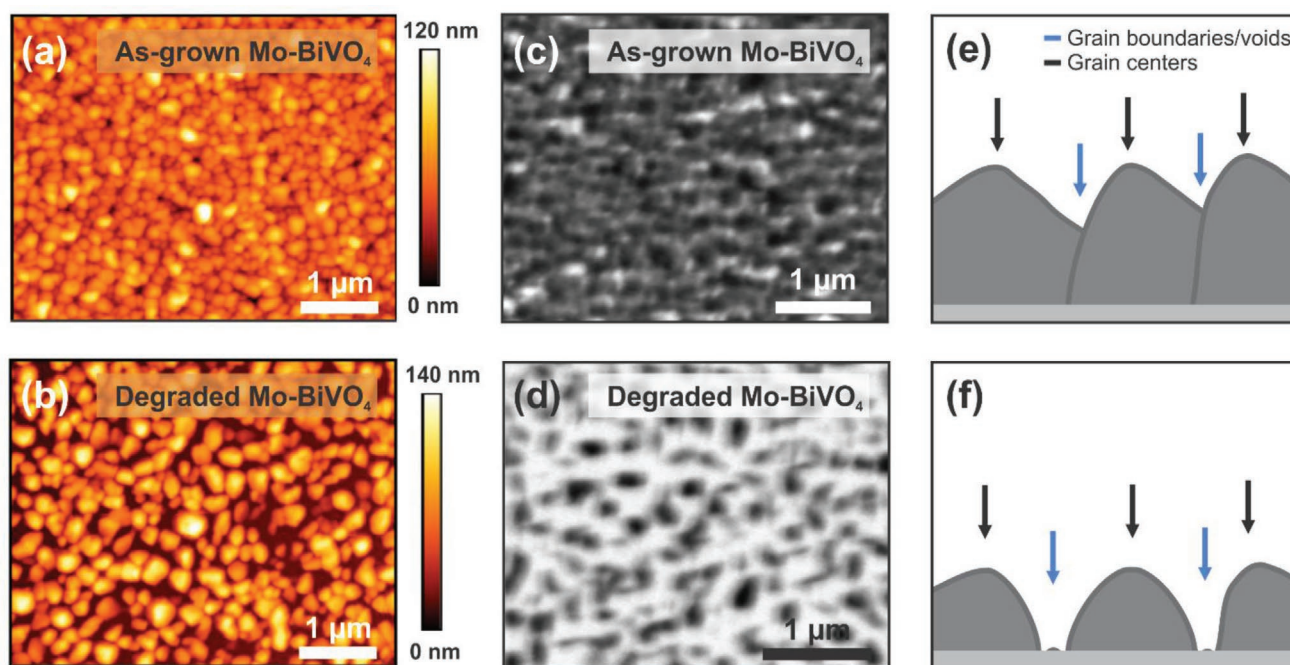 (a) As-grown Mo-BiVO₄
120 nm
1 µm
0 nm
(c) As-grown Mo-BiVO₄
1 µm
(e)
Grain boundaries/voids
Grain centers
(b) Degraded Mo-BiVO₄
140 nm
1 µm
0 nm
(d) Degraded Mo-BiVO₄
1 µm
(f)